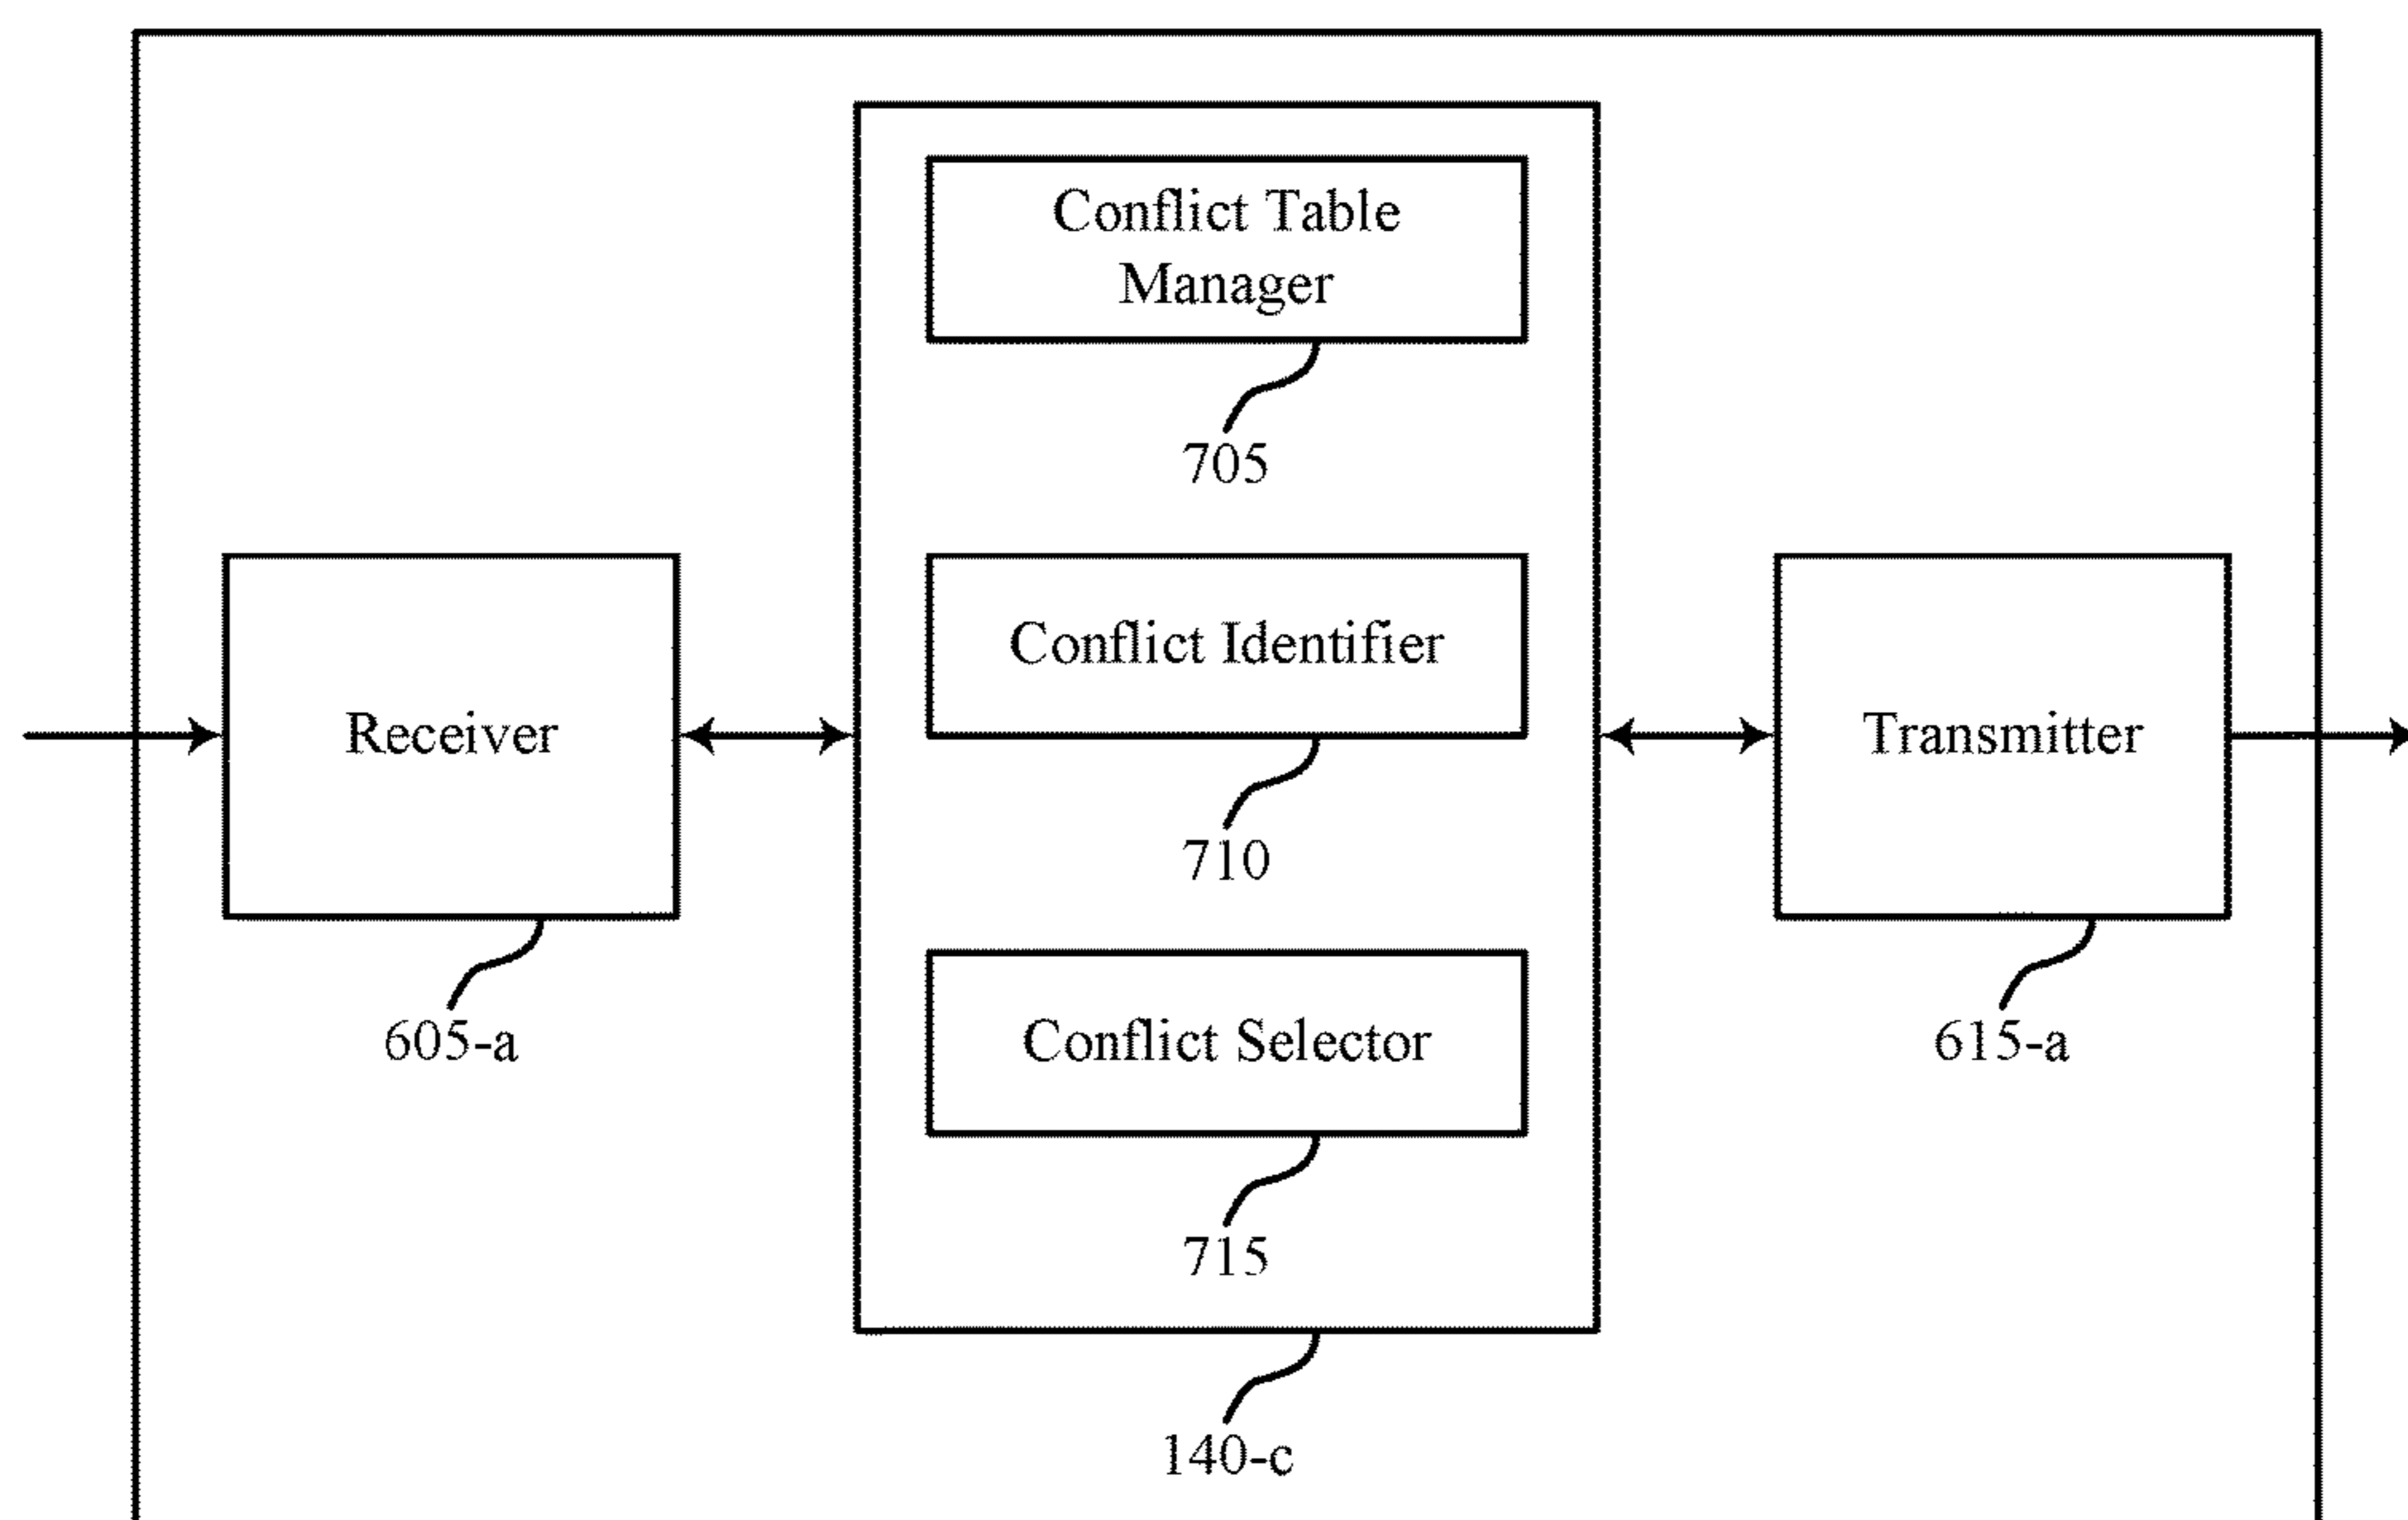 Conflict Table
Manager
705
Conflict Identifier
710
Receiver
605-a
Transmitter
615-a
Conflict Selector
715
140-c